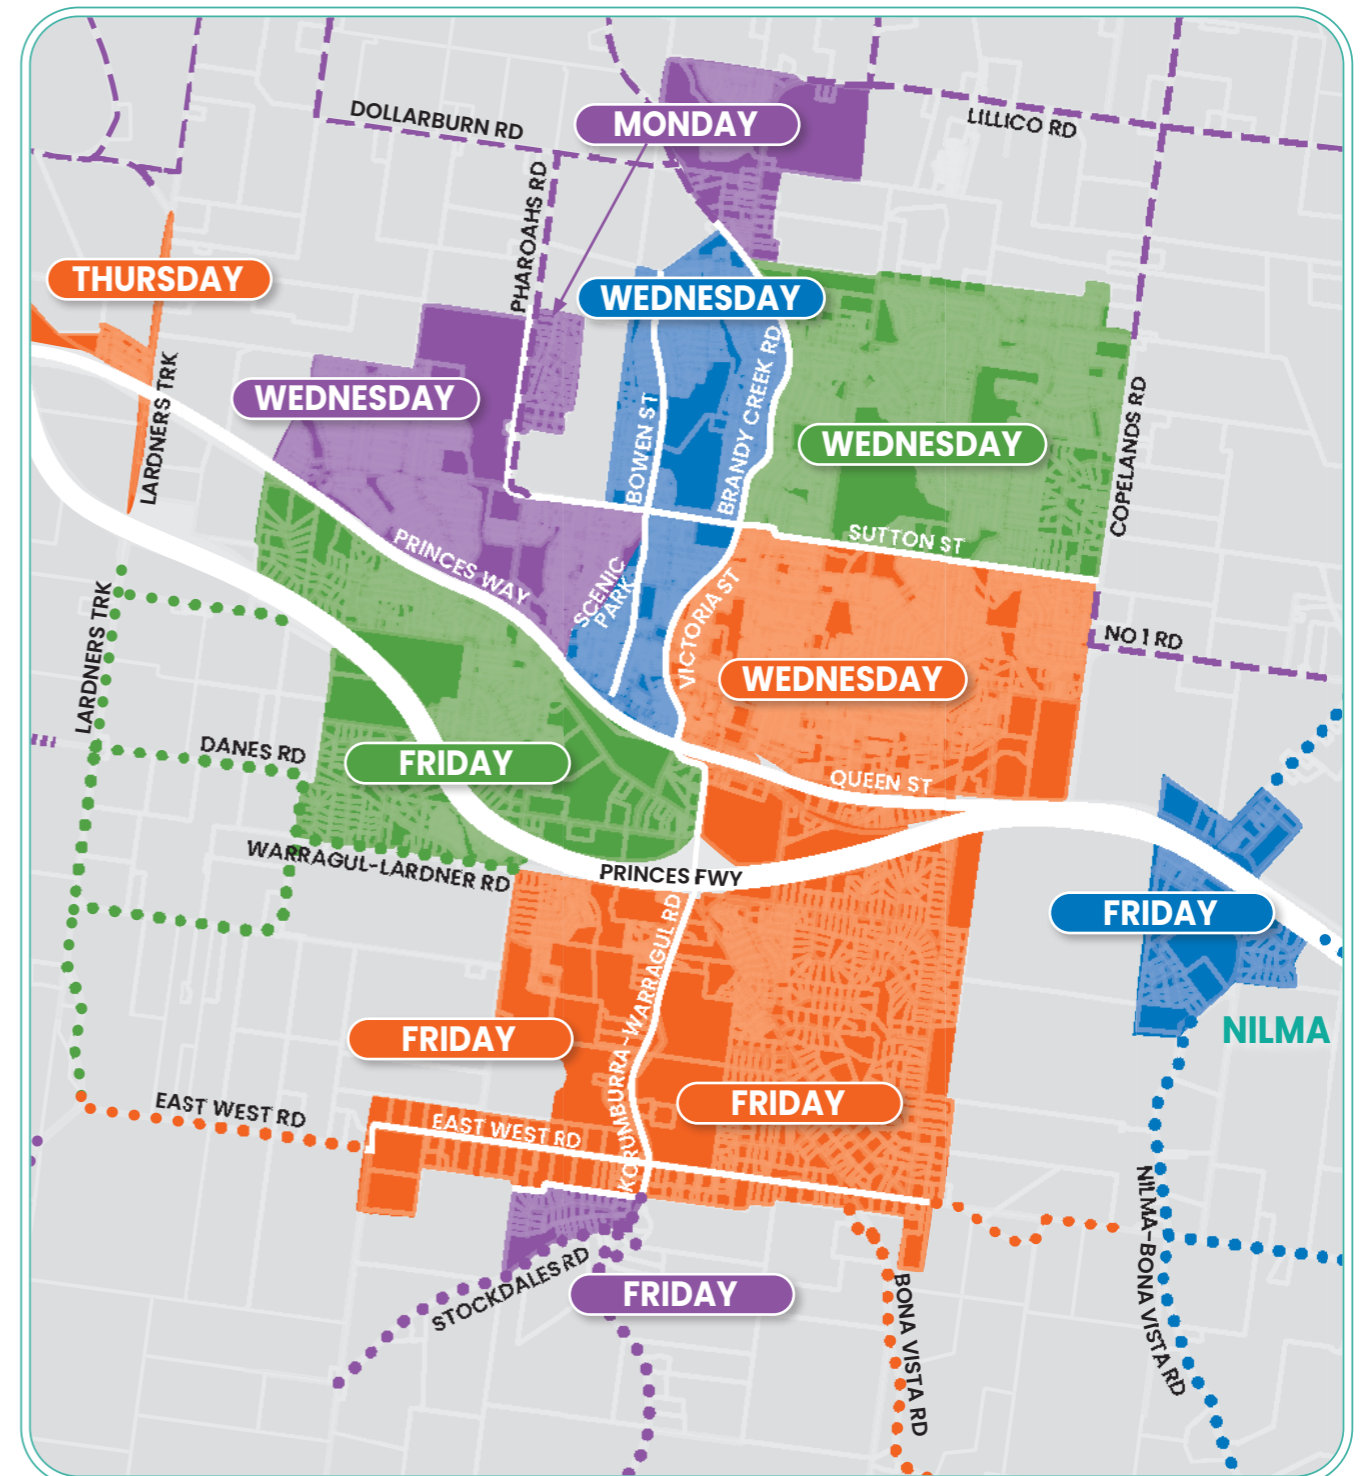 DOLLARBURN RD
MONDAY
LILLICO RD
PHAROAHS RD
THURSDAY
WEDNESDAY
LARDNERS TRK
WEDNESDAY
BOWEN ST
BRANDY CREEK RD
WEDNESDAY
COPELANDS RD
SUTTON ST
PRINCES WAY
SCENIC
PARK
VICTORIA ST
LARDNERS TRK
NO 1 RD
WEDNESDAY
DANES RD
FRIDAY
QUEEN ST
WARRAGUL-LARDNER RD
PRINCES FWY
FRIDAY
KORUMBURRA-WARRAGUL RD
NILMA
FRIDAY
FRIDAY
EAST WEST RD
EAST WEST RD
NILMA-BONA VISTA RD
STOCKDALES RD
FRIDAY
BONA VISTA RD